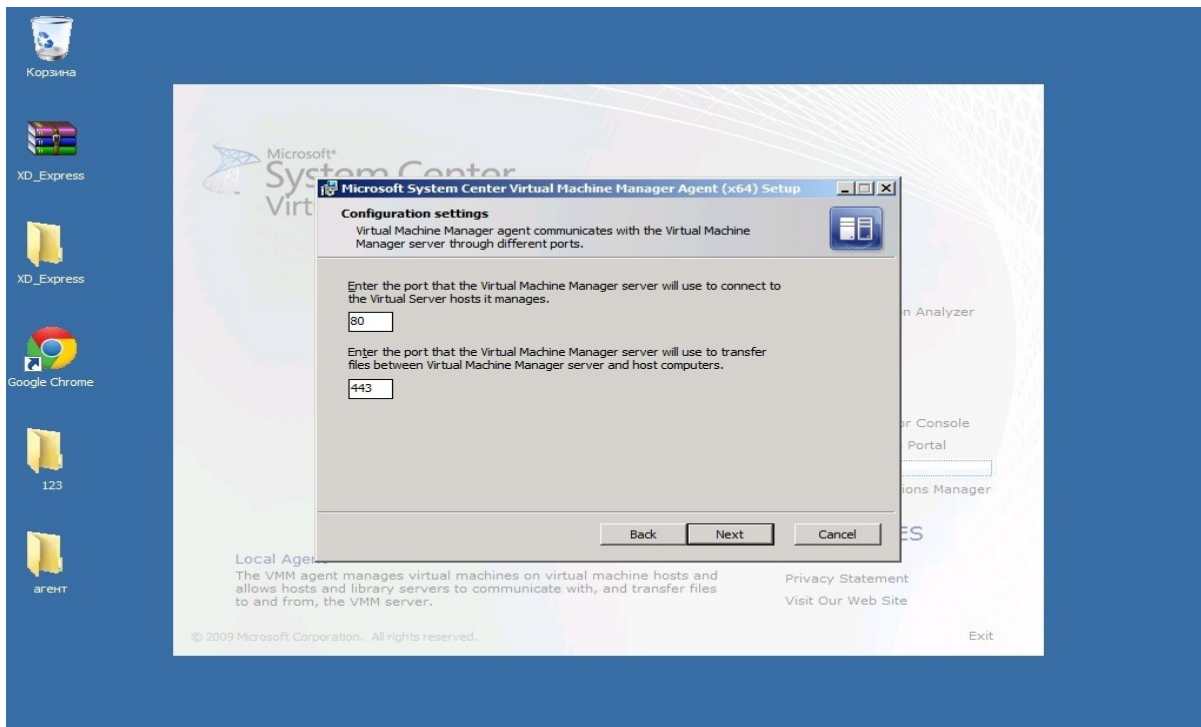 Корзина
XD_Express
XD_Express
Google Chrome
123
агент
Microsoft®
System Center
Virt
Microsoft System Center Virtual Machine Manager Agent (x64) Setup
Configuration settings
Virtual Machine Manager agent communicates with the Virtual Machine
Manager server through different ports.
Enter the port that the Virtual Machine Manager server will use to connect to
the Virtual Server hosts it manages.
80
Enter the port that the Virtual Machine Manager server will use to transfer
files between Virtual Machine Manager server and host computers.
443
Back
Next
Cancel
n Analyzer
or Console
Portal
ions Manager
ES
Local Agen
The VMM agent manages virtual machines on virtual machine hosts and
allows hosts and library servers to communicate with, and transfer files
to and from, the VMM server.
Privacy Statement
Visit Our Web Site
© 2009 Microsoft Corporation. All rights reserved.
Exit